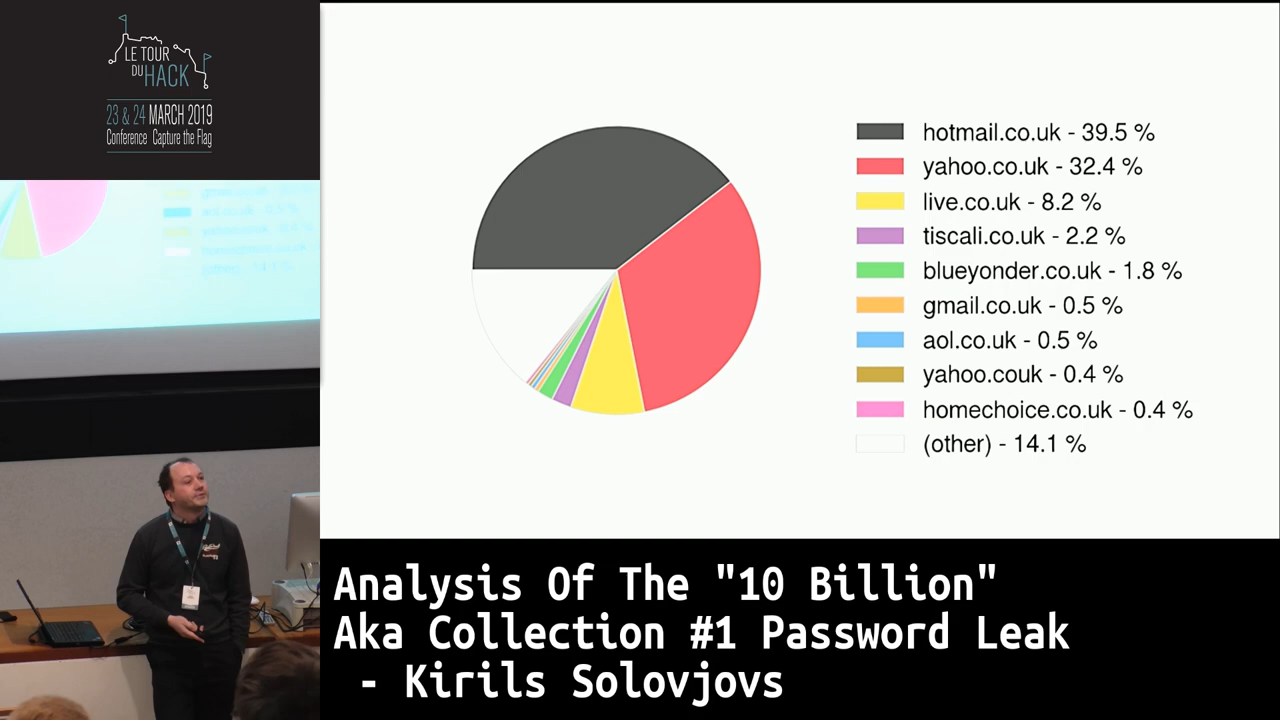 LE TOUR
DU HACK
23 & 24 MARCH 2019
Conference Capture the Flag
hotmail.co.uk - 39.5 %
yahoo.co.uk - 32.4 %
live.co.uk - 8.2 %
tiscali.co.uk - 2.2 %
blueyonder.co.uk - 1.8 %
gmail.co.uk - 0.5 %
aol.co.uk - 0.5 %
yahoo.couk - 0.4 %
homechoice.co.uk - 0.4 %
(other) - 14.1 %
Analysis Of The "10 Billion"
Aka Collection #1 Password Leak
- Kirils Solovjovs